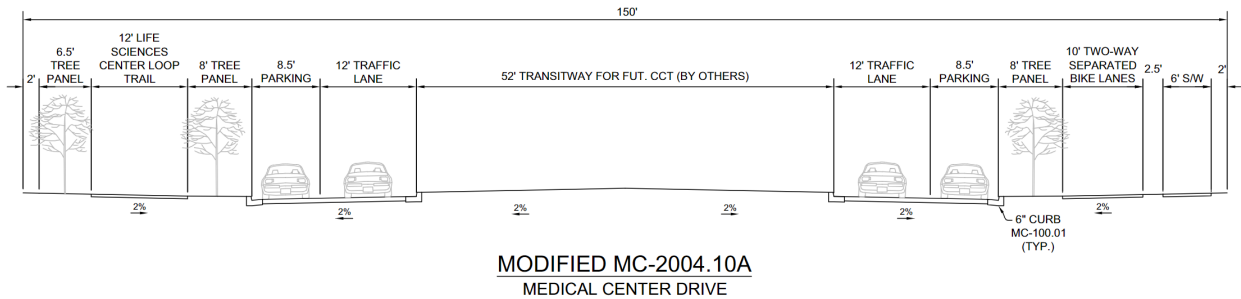 150'
2'
6.5'
TREE
PANEL
12' LIFE
SCIENCES
CENTER LOOP
TRAIL
8' TREE
PANEL
8.5'
PARKING
12' TRAFFIC
LANE
52' TRANSITWAY FOR FUT. CCT (BY OTHERS)
12' TRAFFIC
LANE
8.5'
PARKING
8' TREE
PANEL
10' TWO-WAY
SEPARATED
BIKE LANES
2.5'
6' S/W
2'
2%
2%
2%
2%
2%
2%
6" CURB
MC-100.01
(TYP.)
MODIFIED MC-2004.10A
MEDICAL CENTER DRIVE